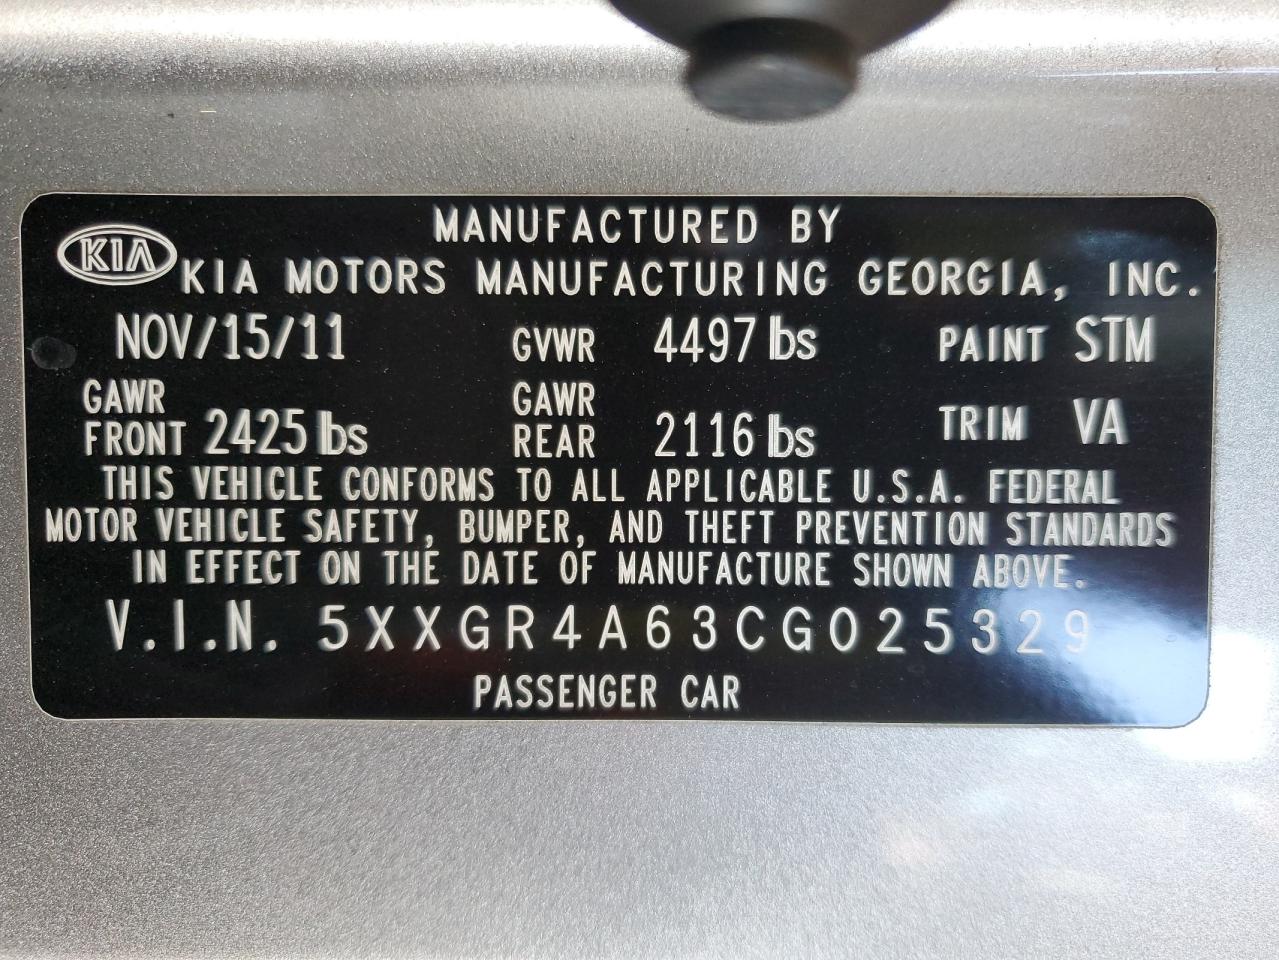 MANUFACTURED BY
KIA KIA MOTORS MANUFACTURING GEORGIA, INC.
NOV/15/11 GVWR 4497 lbs PAINT STM
GAWR FRONT 2425 lbs GAWR REAR 2116 lbs TRIM VA
THIS VEHICLE CONFORMS TO ALL APPLICABLE U.S.A. FEDERAL
MOTOR VEHICLE SAFETY, BUMPER, AND THEFT PREVENTION STANDARDS
IN EFFECT ON THE DATE OF MANUFACTURE SHOWN ABOVE.
V.I.N. 5XXGR4A63CG025329
PASSENGER CAR